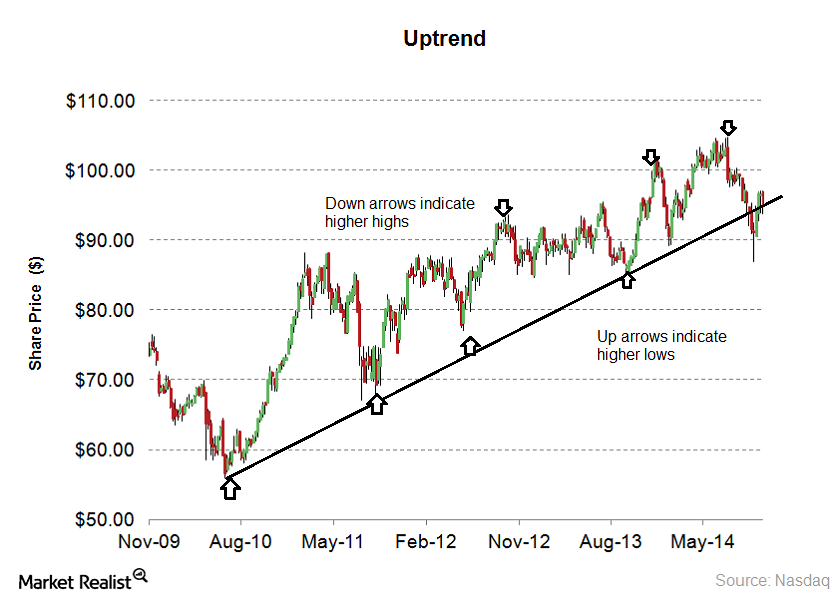 Uptrend
$110.00
$100.00
$90.00
$80.00
$70.00
$60.00
$50.00
Share Price ($)
Down arrows indicate
higher highs
Up arrows indicate
higher lows
Nov-09 Aug-10 May-11 Feb-12 Nov-12 Aug-13 May-14
Market Realist
Source: Nasdaq